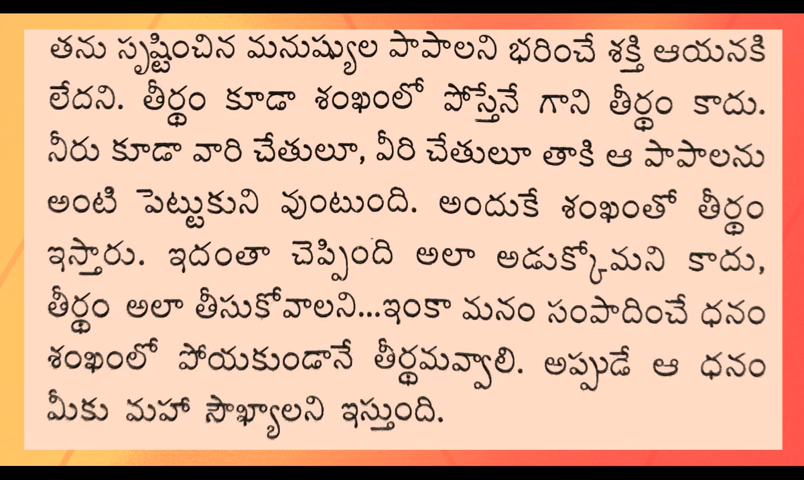 తను సృష్టించిన మనుష్యుల పాపాలని భరించే శక్తి ఆయనకి
లేదని. తీర్థం కూడా శంఖంలో పోస్తేనే గాని తీర్థం కాదు.
నీరు కూడా వారి చేతులూ, వీరి చేతులూ తాకి ఆ పాపాలను
అంటి పెట్టుకుని వుంటుంది. అందుకే శంఖంతో తీర్థం
ఇస్తారు. ఇదంతా చెప్పింది అలా అడుక్కోమని కాదు,
తీర్థం అలా తీసుకోవాలని...ఇంకా మనం సంపాదించే ధనం
శంఖంలో పోయకుండానే తీర్థమవ్వాలి. అప్పుడే ఆ ధనం
మీకు మహా సౌఖ్యాలని ఇస్తుంది.